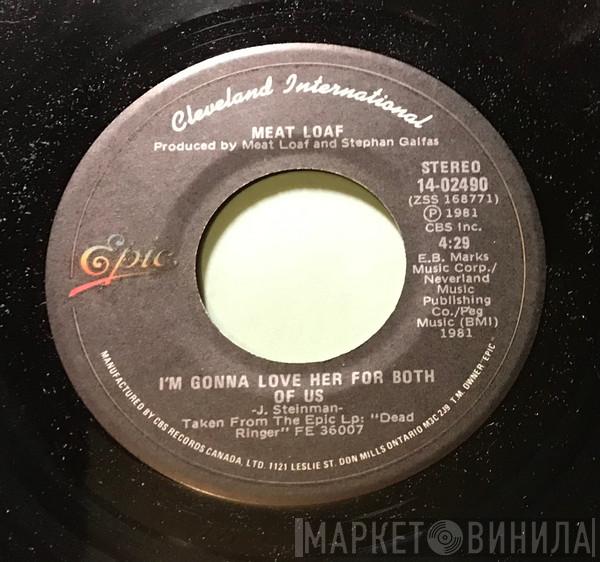 Cleveland International
MEAT LOAF
Produced by Meat Loaf and Stephan Galfas
STEREO
14-02490
(ZSS 168771)
Ⓟ 1981
CBS Inc.
4:29
E.B. Marks
Music Corp./
Neverland
Music
Publishing
Co./Peg
Music (BMI)
1981
Epic
I'M GONNA LOVE HER FOR BOTH
OF US
-J. Steinman-
Taken From The Epic Lp: "Dead
Ringer" FE 36007
MANUFACTURED BY CBS RECORDS CANADA, LTD. 1121 LESLIE ST. DON MILLS ONTARIO M3C 2J9 T.M. OWNER "EPIC"
МАРКЕТ ВИНИЛА